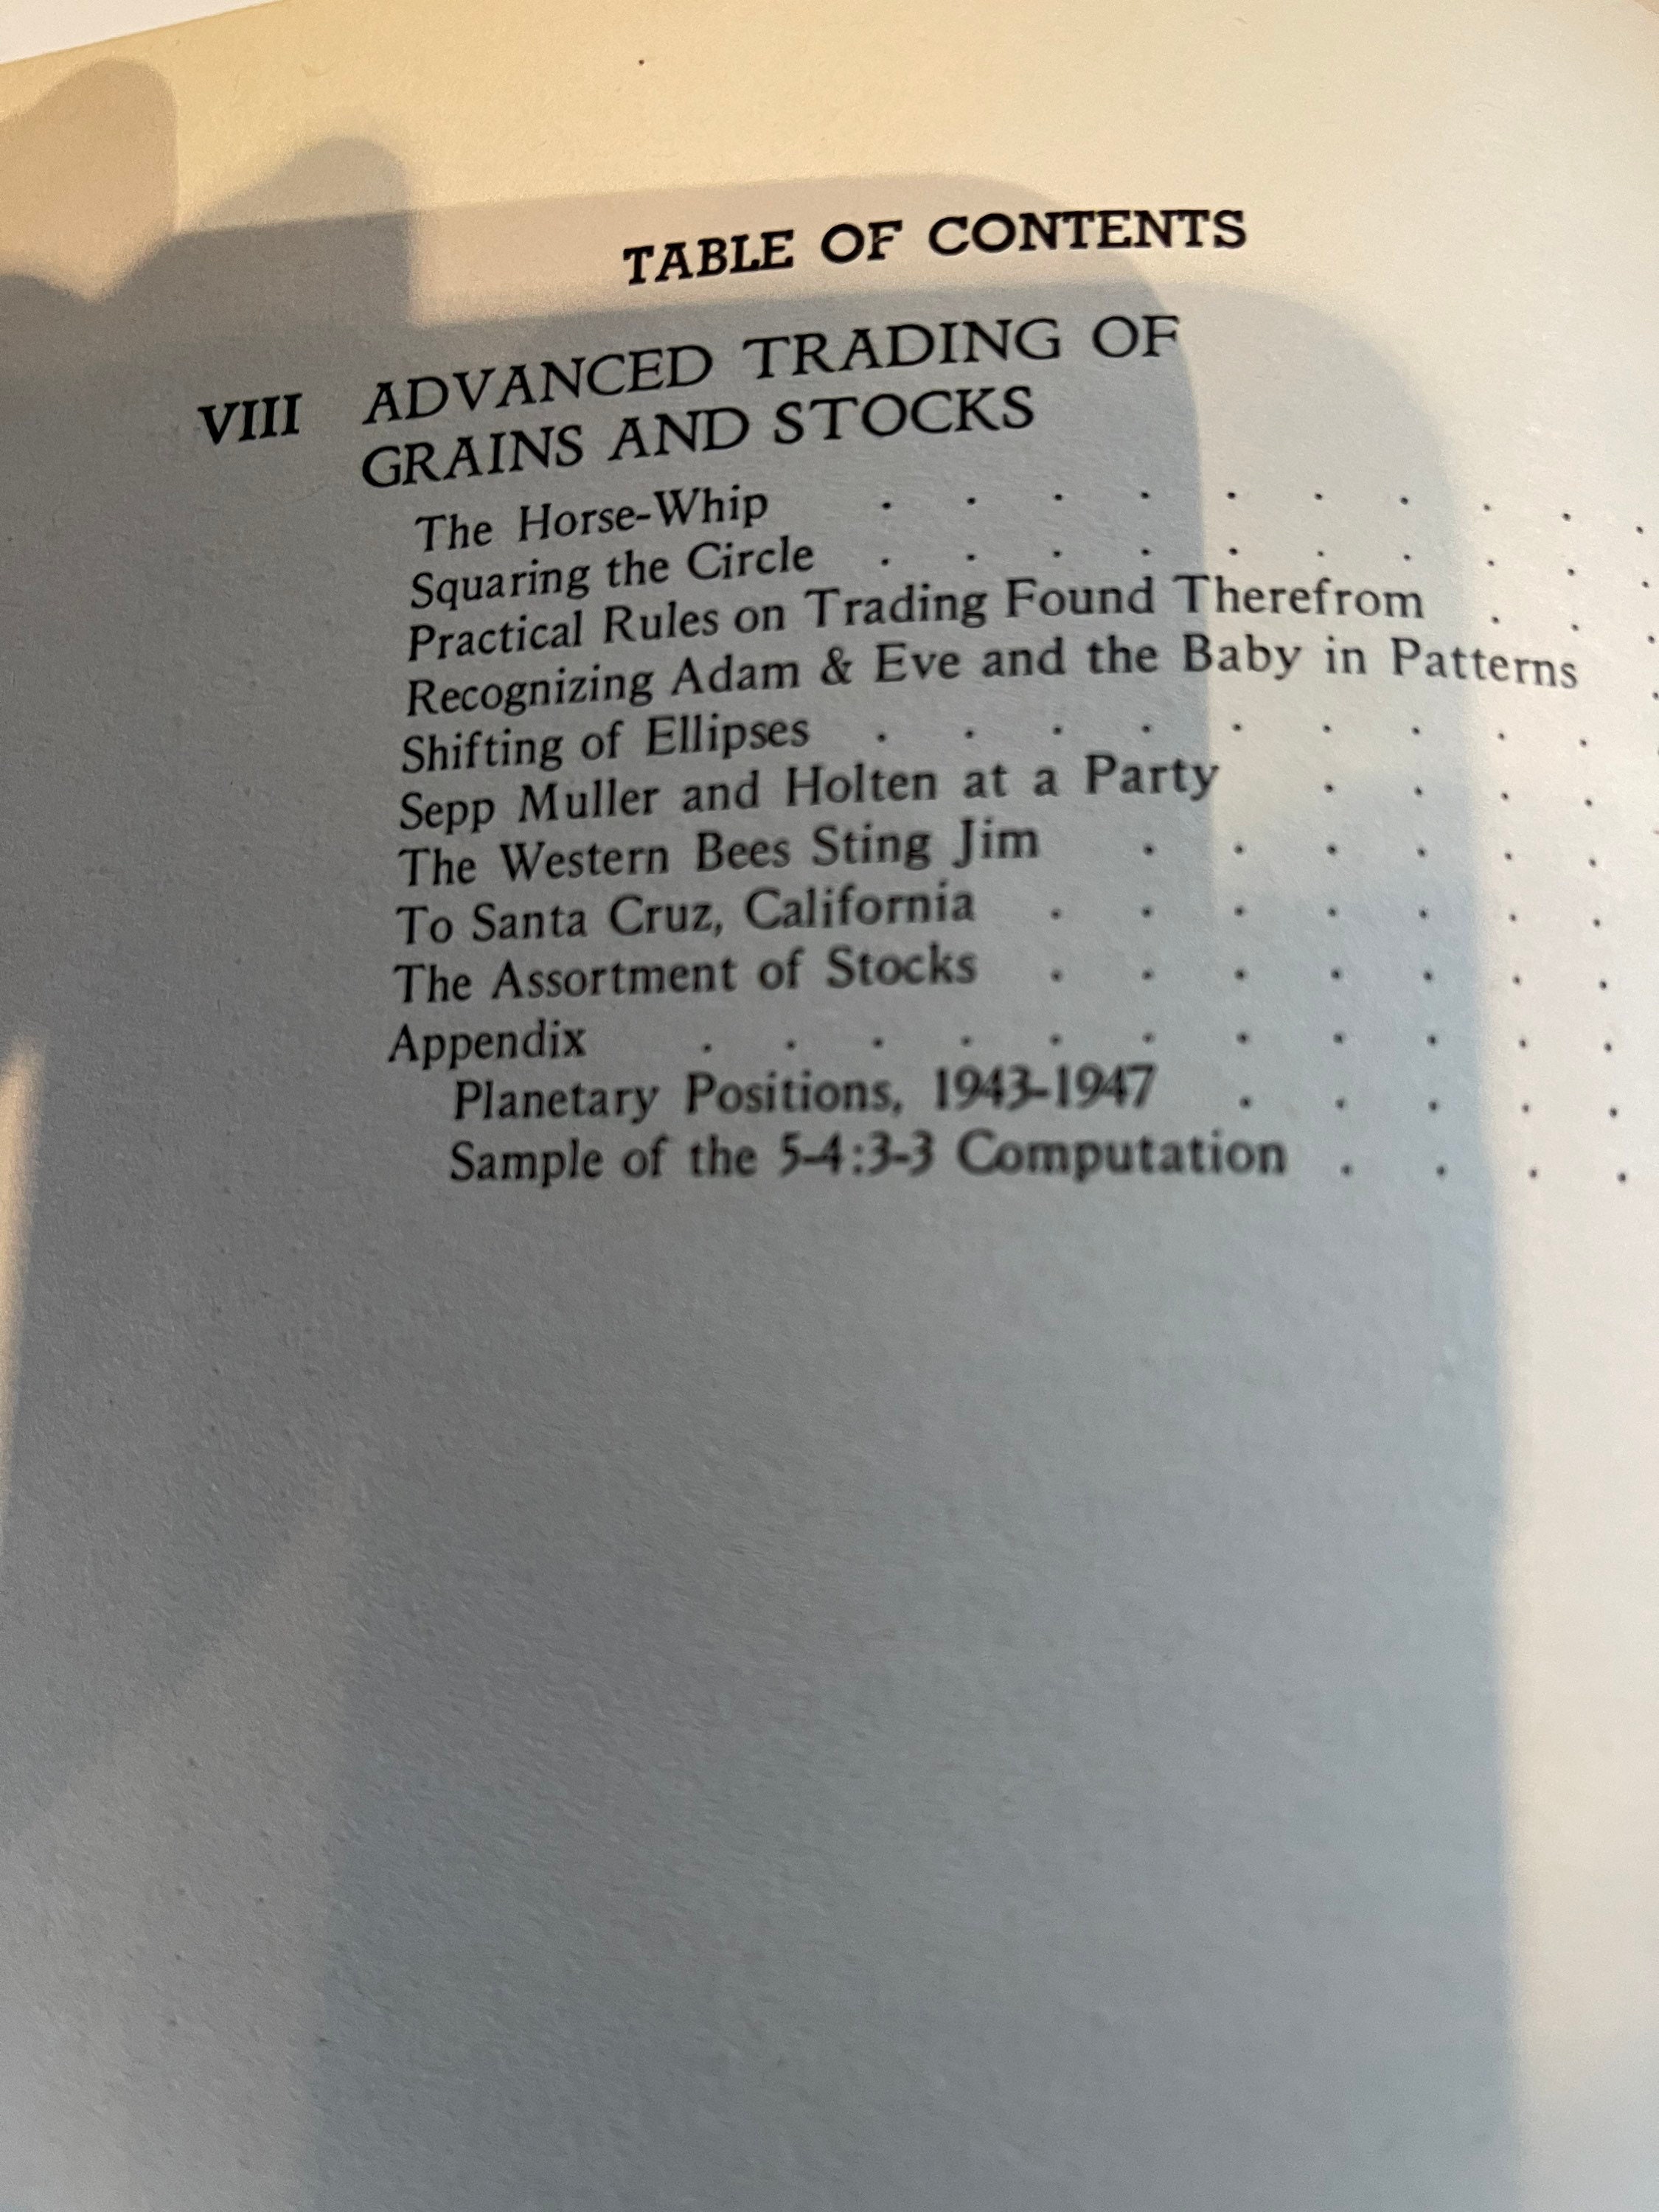 TABLE OF CONTENTS
VIII ADVANCED TRADING OF
GRAINS AND STOCKS
The Horse-Whip . . . . . . . . . .
Squaring the Circle . . . . . . . . . .
Practical Rules on Trading Found Therefrom . . .
Recognizing Adam & Eve and the Baby in Patterns .
Shifting of Ellipses . . . . . . . . . .
Sepp Muller and Holten at a Party . . . .
The Western Bees Sting Jim . . . . . .
To Santa Cruz, California . . . . . . .
The Assortment of Stocks . . . . . . .
Appendix . . . . . . . . . . .
Planetary Positions, 1943-1947 . . . . .
Sample of the 5-4:3-3 Computation . . . .